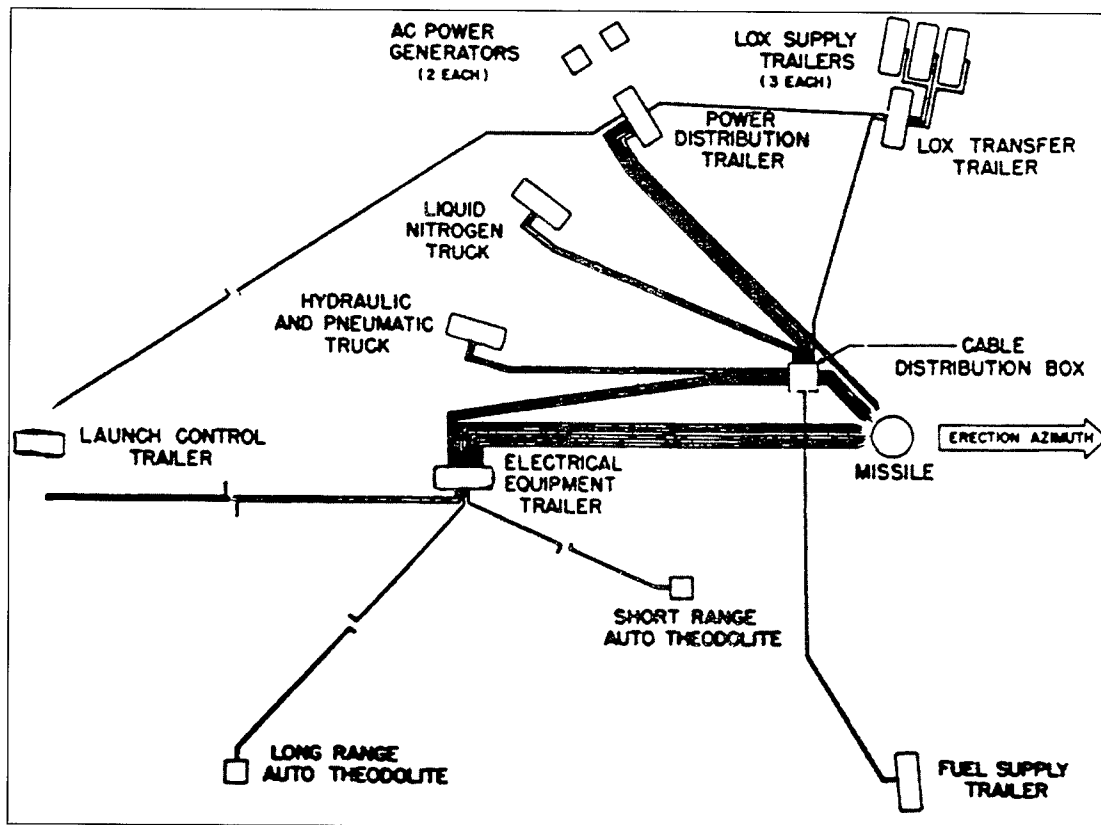 AC POWER
GENERATORS
(2 EACH)
LOX SUPPLY
TRAILERS
(3 EACH)
POWER
DISTRIBUTION
TRAILER
LOX TRANSFER
TRAILER
LIQUID
NITROGEN
TRUCK
HYDRAULIC
AND PNEUMATIC
TRUCK
CABLE
DISTRIBUTION BOX
LAUNCH CONTROL
TRAILER
ERECTION AZIMUTH
MISSILE
ELECTRICAL
EQUIPMENT
TRAILER
SHORT RANGE
AUTO THEODOLITE
LONG RANGE
AUTO THEODOLITE
FUEL SUPPLY
TRAILER